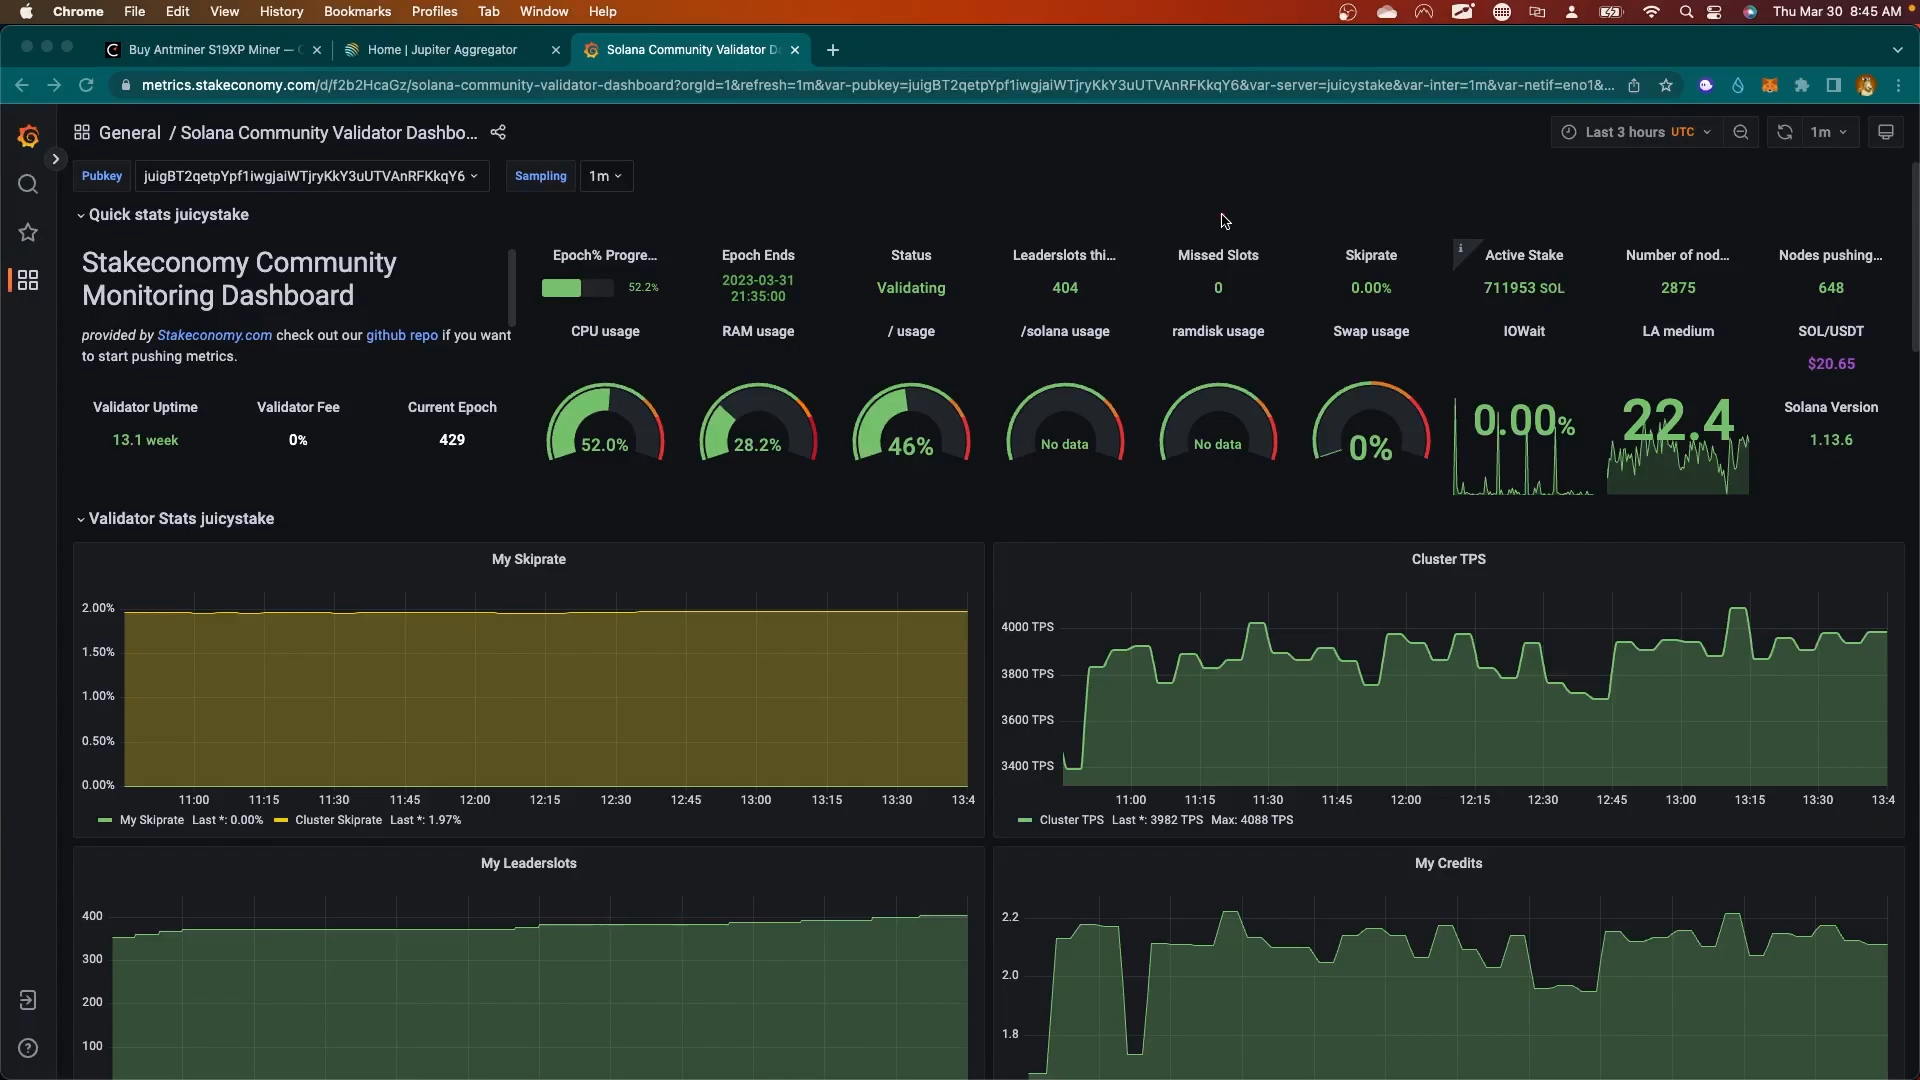 Chrome File Edit View History Bookmarks Profiles Tab Window Help Thu Mar 30 8:45 AM
Buy Antminer S19XP Miner — Home | Jupiter Aggregator Solana Community Validator Da
metrics.stakeconomy.com/d/f2b2HcaGz/solana-community-validator-dashboard?orgId=1&refresh=1m&var-pubkey=juigBT2qetpYpf1iwgjaiWTjryKkY3uUTVAnRFKkqY6&var-server=juicystake&var-inter=1m&var-netif=eno1&...
General / Solana Community Validator Dashbo... Last 3 hours UTC 1m
Pubkey juigBT2qetpYpf1iwgjaiWTjryKkY3uUTVAnRFKkqY6 Sampling 1m
Quick stats juicystake
Stakeconomy Community
Monitoring Dashboard
provided by Stakeconomy.com check out our github repo if you want
to start pushing metrics.
Validator Uptime Validator Fee Current Epoch
13.1 week 0% 429
Epoch% Progre... Epoch Ends Status Leaderslots thi... Missed Slots Skiprate Active Stake Number of nod... Nodes pushing...
52.2% 2023-03-31
21:35:00 Validating 404 0 0.00% 711953 SOL 2875 648
CPU usage RAM usage / usage /solana usage ramdisk usage Swap usage IOWait LA medium SOL/USDT
$20.65
52.0% 28.2% 46% No data No data 0% 0.00% 22.4
Solana Version
1.13.6
Validator Stats juicystake
My Skiprate
2.00%
1.50%
1.00%
0.50%
0.00%
11:00 11:15 11:30 11:45 12:00 12:15 12:30 12:45 13:00 13:15 13:30 13:4
My Skiprate Last *: 0.00% Cluster Skiprate Last *: 1.97%
Cluster TPS
4000 TPS
3800 TPS
3600 TPS
3400 TPS
11:00 11:15 11:30 11:45 12:00 12:15 12:30 12:45 13:00 13:15 13:30 13:4
Cluster TPS Last *: 3982 TPS Max: 4088 TPS
My Leaderslots
400
300
200
100
My Credits
2.2
2.0
1.8